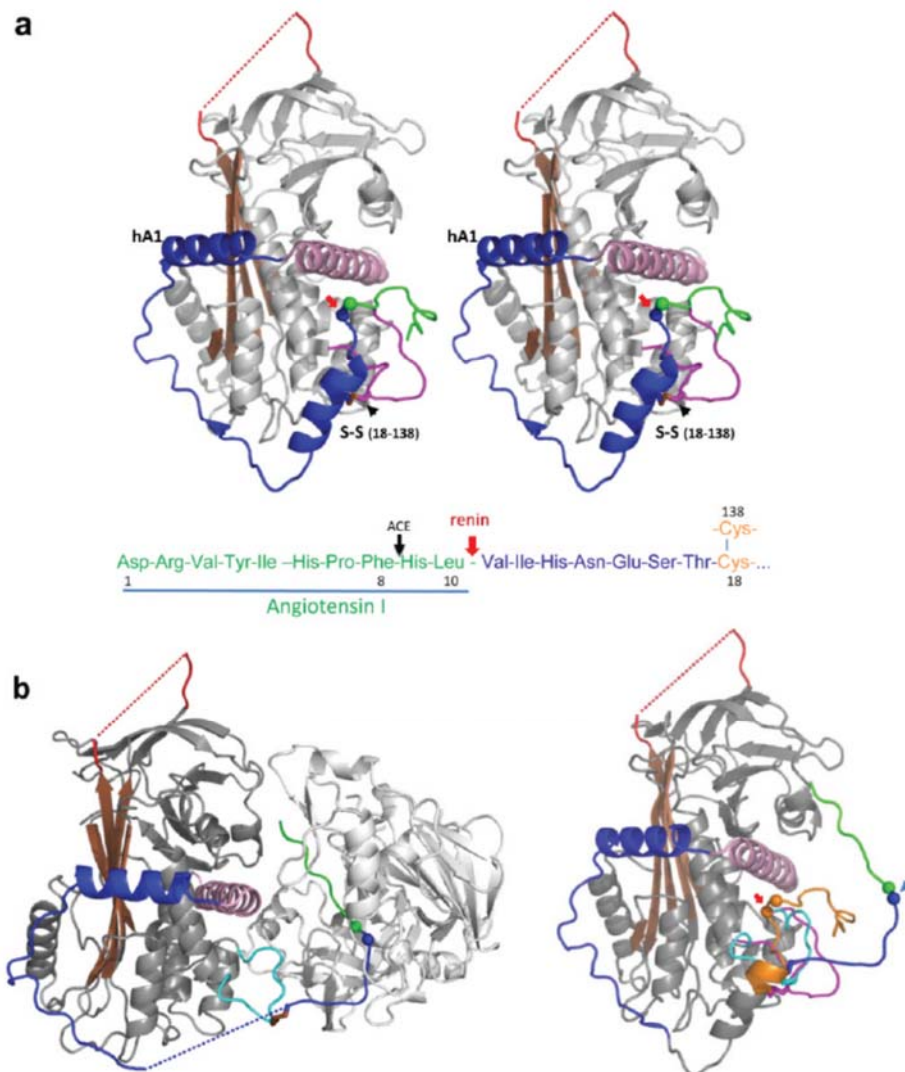 a
hA1
hA1
S-S (18-138)
S-S (18-138)
138
-Cys-
ACE
renin
Asp-Arg-Val-Tyr-Ile –His-Pro-Phe-His-Leu - Val-Ile-His-Asn-Glu-Ser-Thr-Cys-...
1 8 10 18
Angiotensin I
b